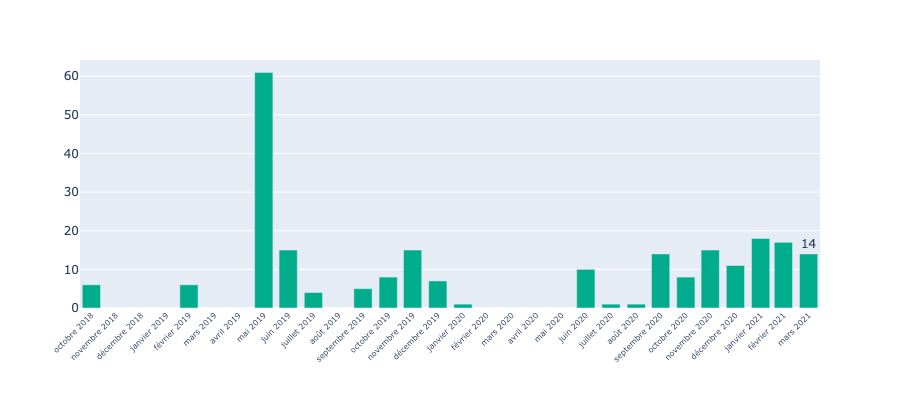 60
50
40
30
20
10
0
14
octobre 2018
novembre 2018
décembre 2018
janvier 2019
février 2019
mars 2019
avril 2019
mai 2019
juin 2019
juillet 2019
août 2019
septembre 2019
octobre 2019
novembre 2019
décembre 2019
janvier 2020
février 2020
mars 2020
avril 2020
mai 2020
juin 2020
juillet 2020
août 2020
septembre 2020
octobre 2020
novembre 2020
décembre 2020
janvier 2021
février 2021
mars 2021